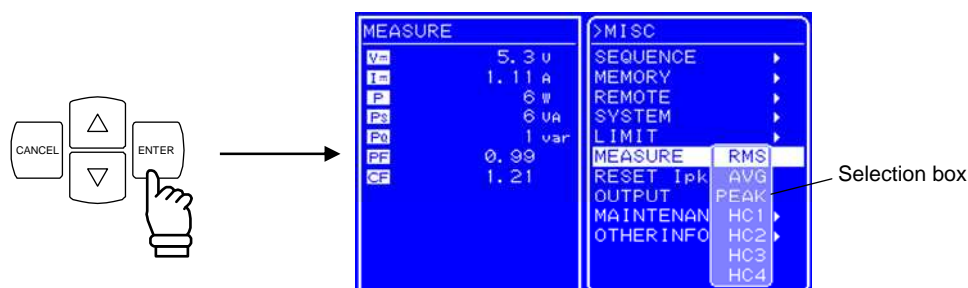 CANCEL
ENTER
MEASURE
Vm 5.3 V
Im 1.11 A
P 6 W
PS 6 VA
PQ 1 var
PF 0.99
CF 1.21
>MISC
SEQUENCE
MEMORY
REMOTE
SYSTEM
LIMIT
MEASURE
RESET Ipk
OUTPUT
MAINTENAN
OTHERINFO
RMS
AVG
PEAK
HC1
HC2
HC3
HC4
Selection box